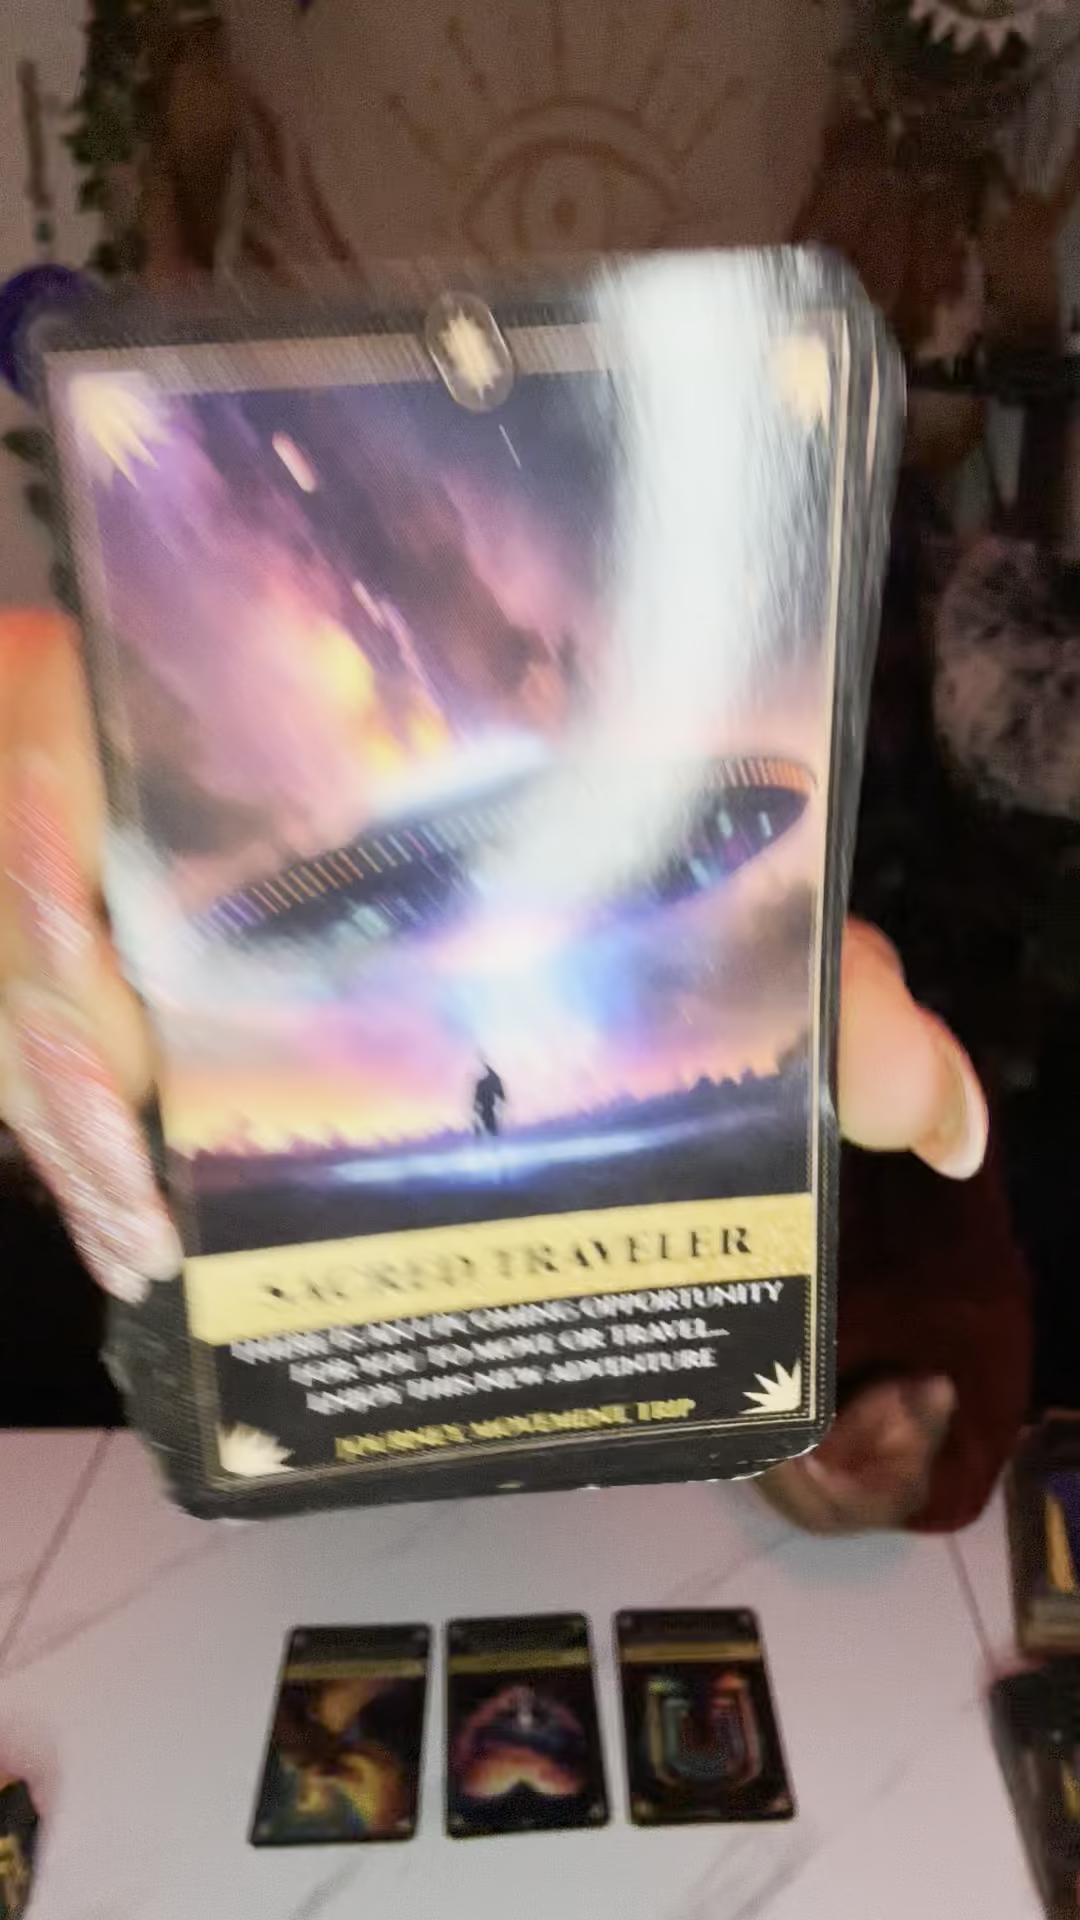 SACRED TRAVELER
THERE IS AN UPCOMING OPPORTUNITY
FOR YOU TO MOVE OR TRAVEL...
ENJOY THIS NEW ADVENTURE
JOURNEY MOVEMENT TRIP